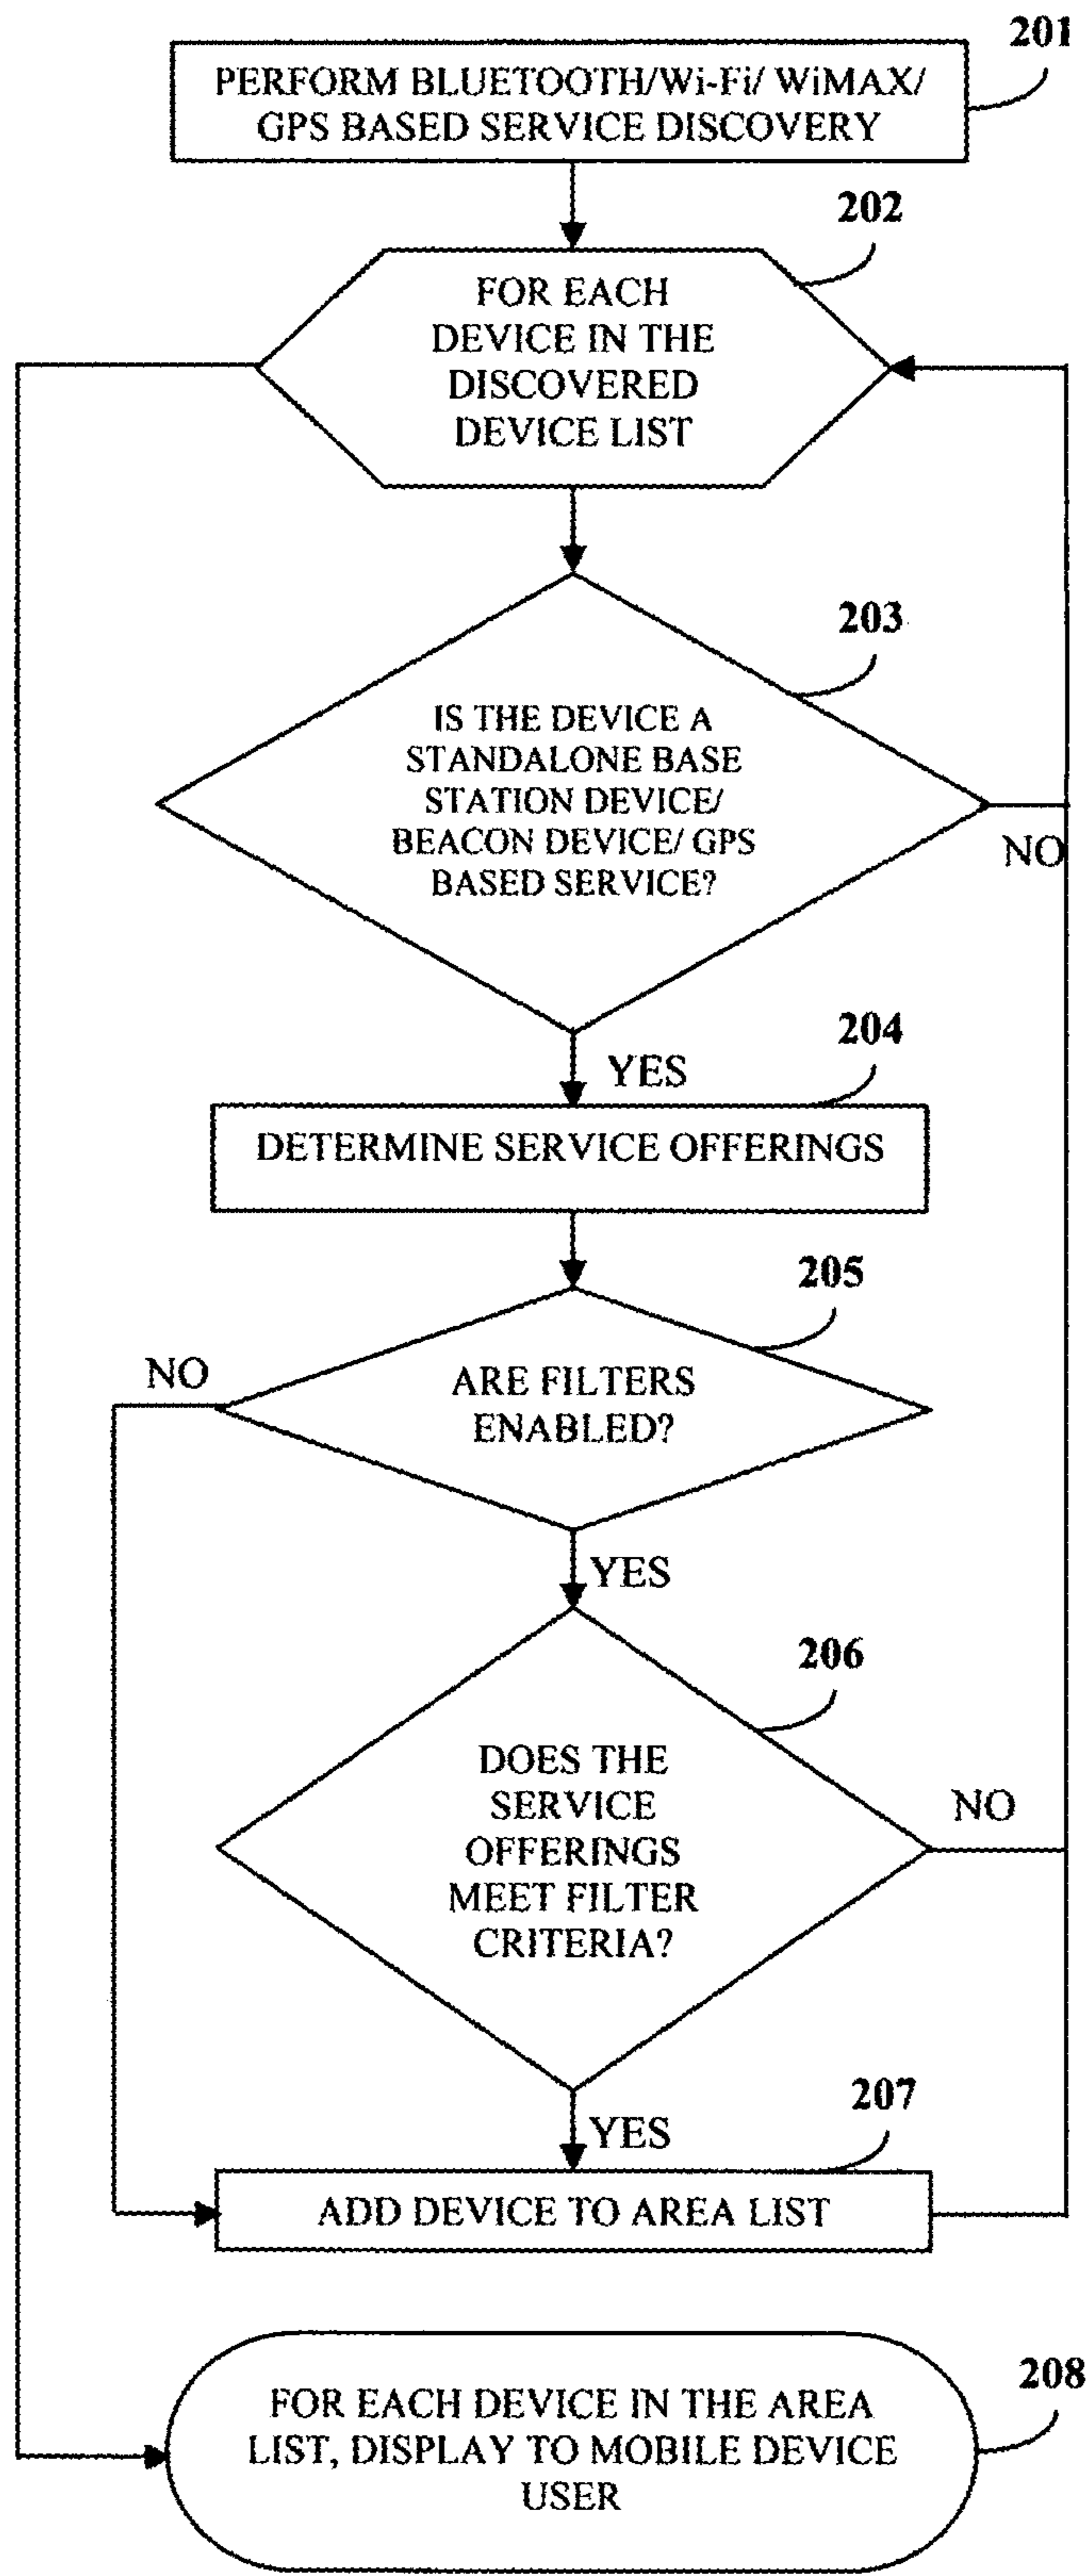 201
PERFORM BLUETOOTH/Wi-Fi/ WiMAX/
GPS BASED SERVICE DISCOVERY
202
FOR EACH
DEVICE IN THE
DISCOVERED
DEVICE LIST
203
IS THE DEVICE A
STANDALONE BASE
STATION DEVICE/
BEACON DEVICE/ GPS
BASED SERVICE?
NO
YES
204
DETERMINE SERVICE OFFERINGS
205
NO
ARE FILTERS
ENABLED?
YES
206
DOES THE
SERVICE
OFFERINGS
MEET FILTER
CRITERIA?
NO
YES
207
ADD DEVICE TO AREA LIST
208
FOR EACH DEVICE IN THE AREA
LIST, DISPLAY TO MOBILE DEVICE
USER